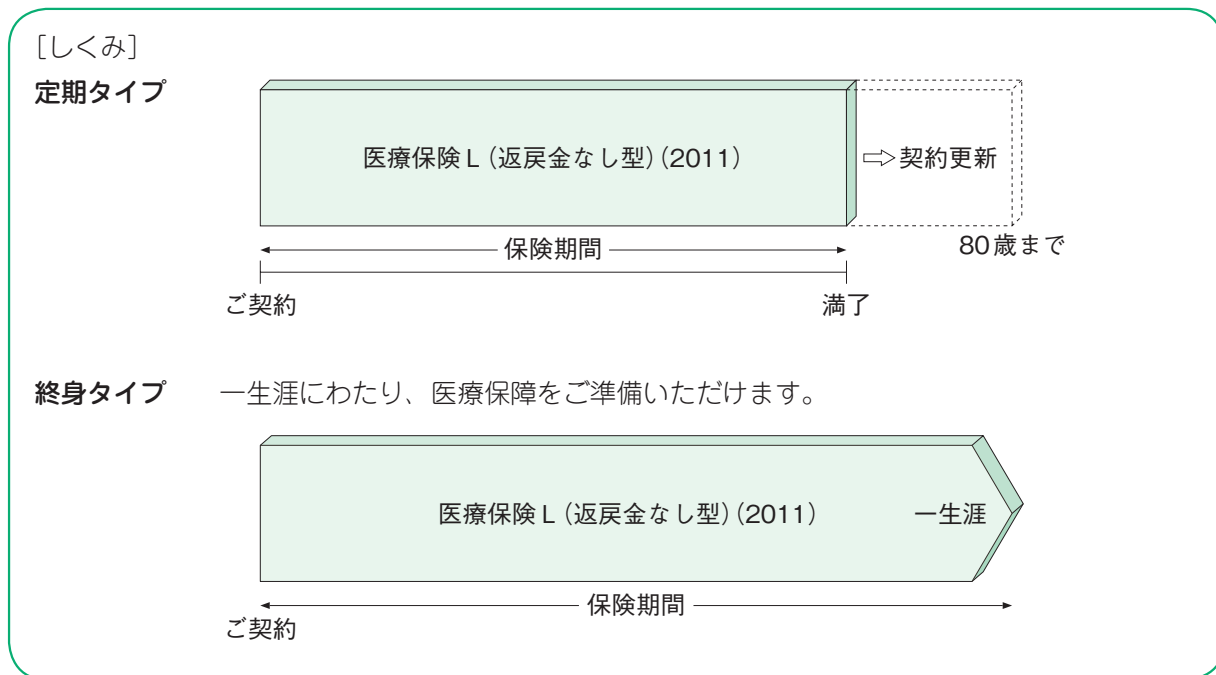 ［しくみ］
定期タイプ
医療保険L（返戻金なし型）（2011）
⇨契約更新
80歳まで
保険期間
ご契約
満了
終身タイプ 一生涯にわたり、医療保障をご準備いただけます。
医療保険L（返戻金なし型）（2011） 一生涯
保険期間
ご契約